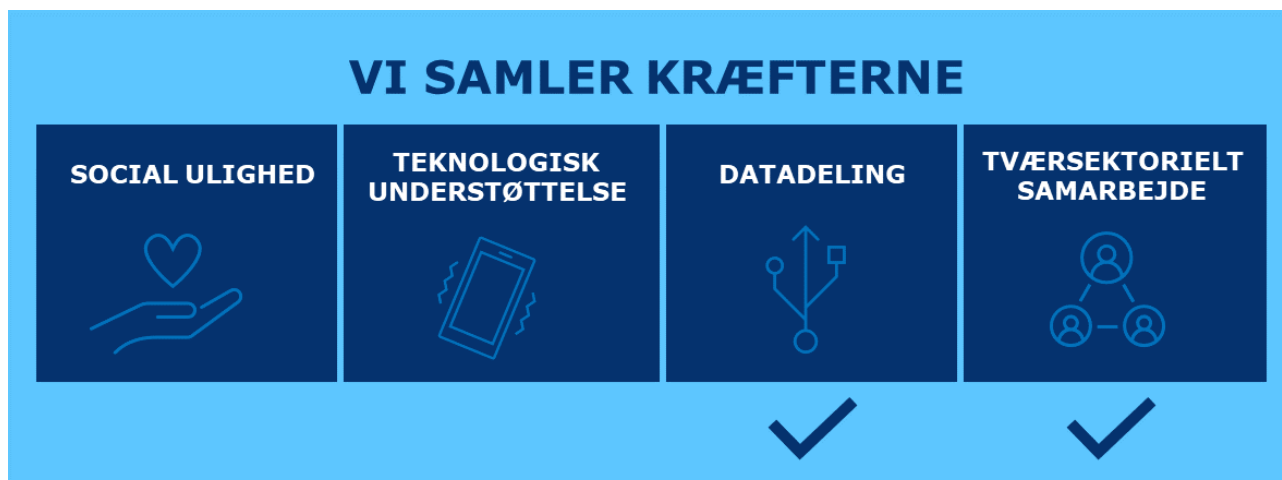 VI SAMLER KRÆFTERNE
SOCIAL ULIGHED
TEKNOLOGISK
UNDERSTØTTELSE
DATADELING
TVÆRSEKTORIELT
SAMARBEJDE